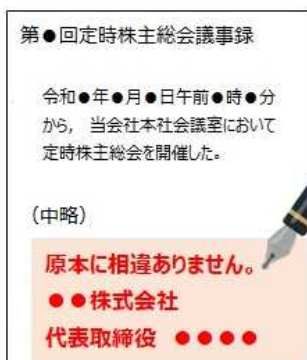 第●回定時株主総会議事録
令和●年●月●日午前●時●分
から，当会社本社会議室において
定時株主総会を開催した。
（中略）
原本に相違ありません。
●●株式会社
代表取締役　●●●●